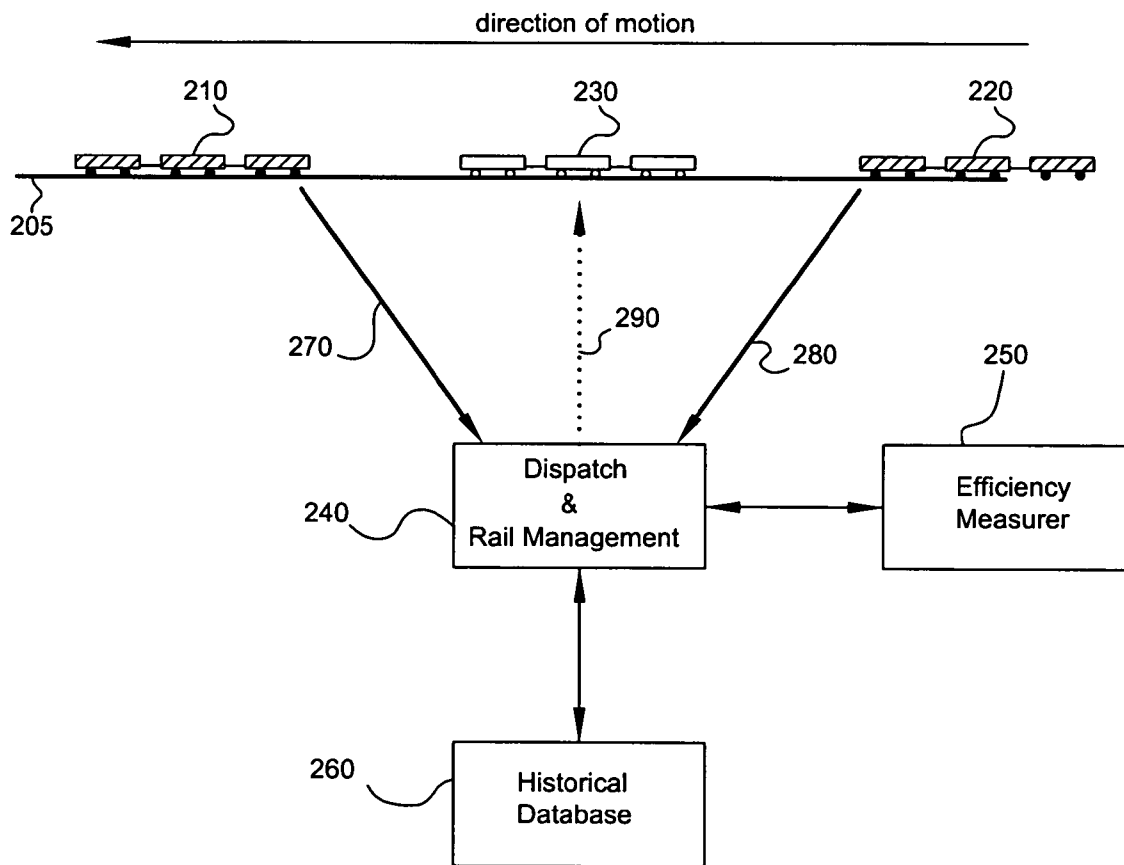 direction of motion
210
230
220
205
270
290
280
250
Dispatch
&
Rail Management
240
Efficiency
Measurer
260
Historical
Database